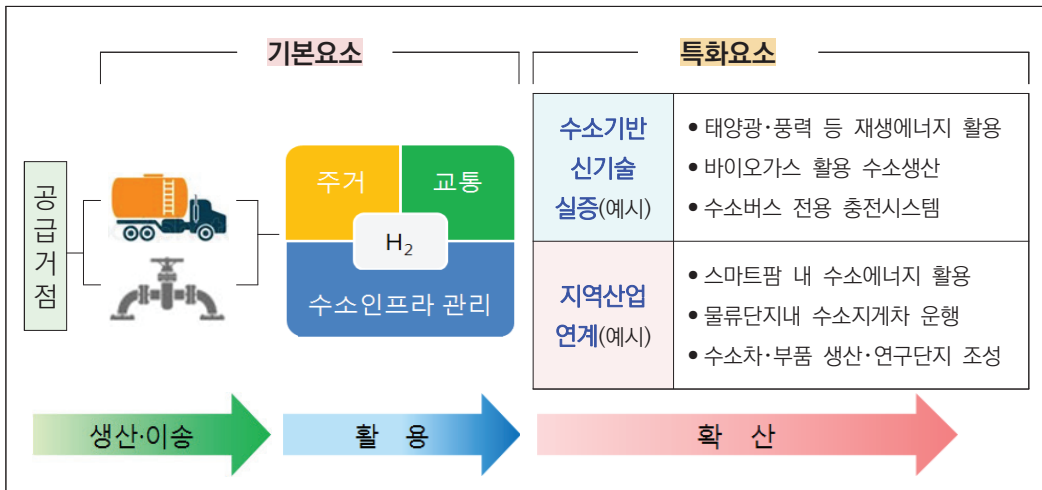 기본요소
특화요소
공급거점
주거
교통
H₂
수소인프라 관리
수소기반
신기술
실증(예시)
• 태양광·풍력 등 재생에너지 활용
• 바이오가스 활용 수소생산
• 수소버스 전용 충전시스템
지역산업
연계(예시)
• 스마트팜 내 수소에너지 활용
• 물류단지내 수소지게차 운행
• 수소차·부품 생산·연구단지 조성
생산·이송
활 용
확 산